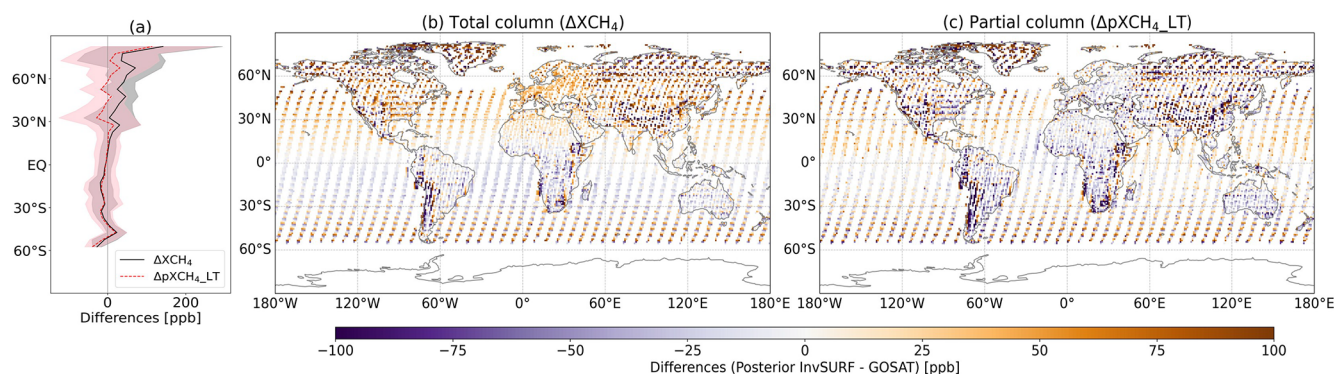 (a)
(b) Total column (ΔXCH₄)
(c) Partial column (ΔpXCH₄_LT)
60°N
30°N
EQ
30°S
60°S
ΔXCH₄
ΔpXCH₄_LT
0 200
Differences [ppb]
60°N
30°N
0°
30°S
60°S
180°W 120°W 60°W 0° 60°E 120°E 180°E
60°N
30°N
0°
30°S
60°S
180°W 120°W 60°W 0° 60°E 120°E 180°E
−100 −75 −50 −25 0 25 50 75 100
Differences (Posterior InvSURF - GOSAT) [ppb]